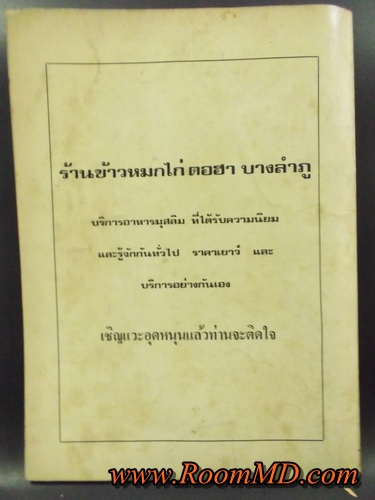 ร้านข้าวหมกไก่ ตอฮา บางลำภู
บริการอาหารมุสลิม ที่ได้รับความนิยม
และรู้จักกันทั่วไป ราคาเยาว์ และ
บริการอย่างกันเอง
เชิญแวะอุดหนุนแล้วท่านจะติดใจ
www.RoomMD.com